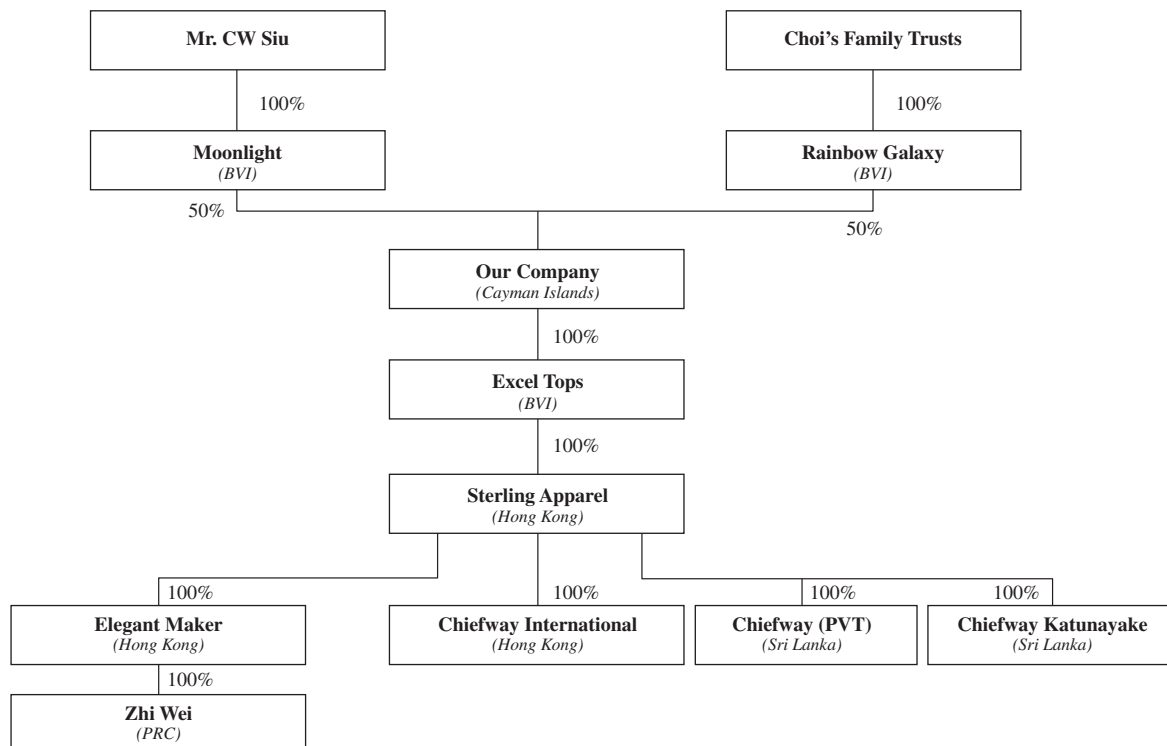 Mr. CW Siu
Choi's Family Trusts
100%
100%
Moonlight
(BVI)
Rainbow Galaxy
(BVI)
50%
50%
Our Company
(Cayman Islands)
100%
Excel Tops
(BVI)
100%
Sterling Apparel
(Hong Kong)
100%
100%
100%
100%
Elegant Maker
(Hong Kong)
Chiefway International
(Hong Kong)
Chiefway (PVT)
(Sri Lanka)
Chiefway Katunayake
(Sri Lanka)
100%
Zhi Wei
(PRC)